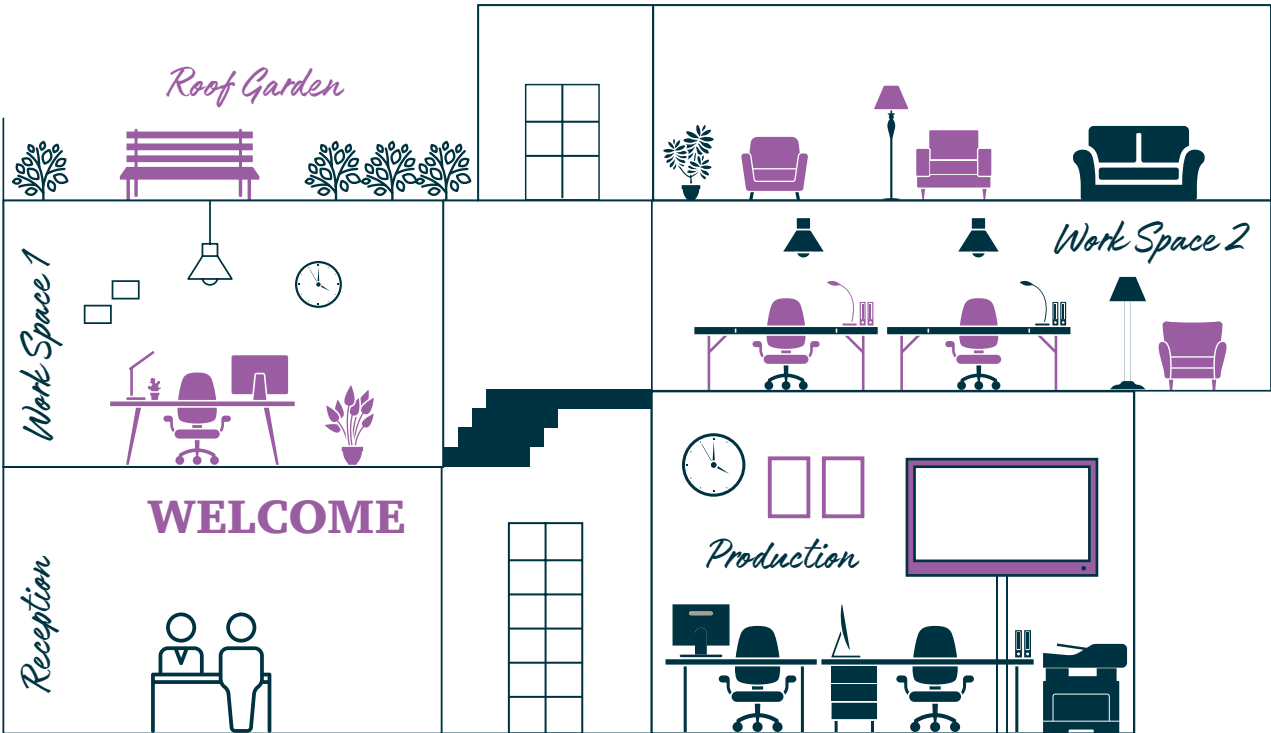 Roof Garden
Work Space 1
Work Space 2
WELCOME
Production
Reception